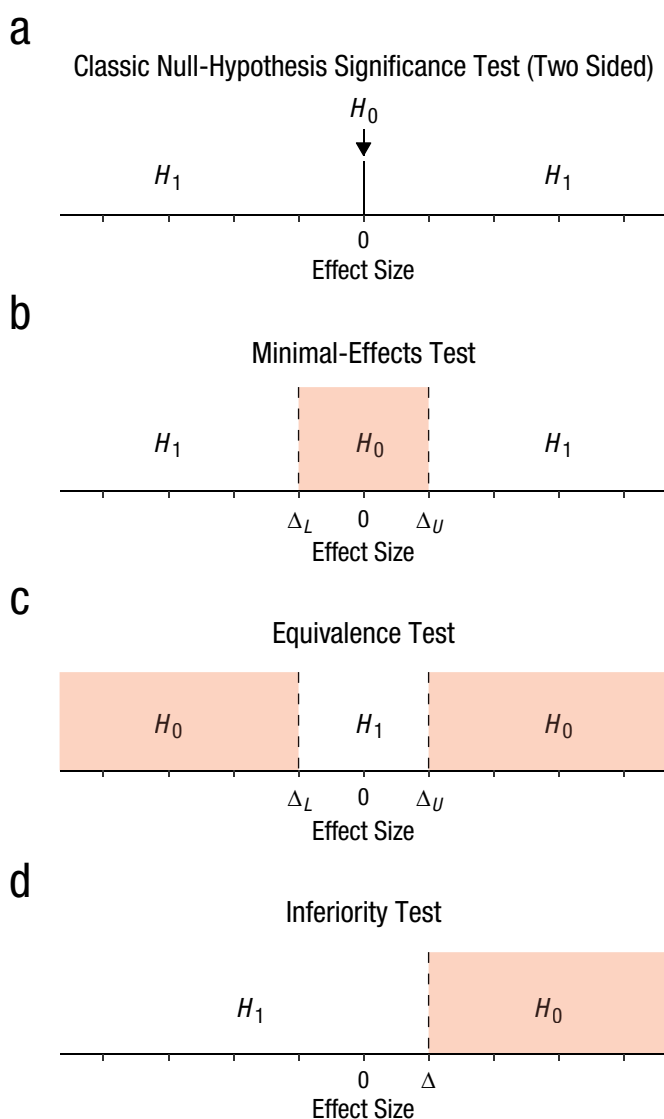 a
Classic Null-Hypothesis Significance Test (Two Sided)
H0
H1 H1
0
Effect Size
b
Minimal-Effects Test
H1 H0 H1
ΔL 0 ΔU
Effect Size
c
Equivalence Test
H0 H1 H0
ΔL 0 ΔU
Effect Size
d
Inferiority Test
H1 H0
0 Δ
Effect Size